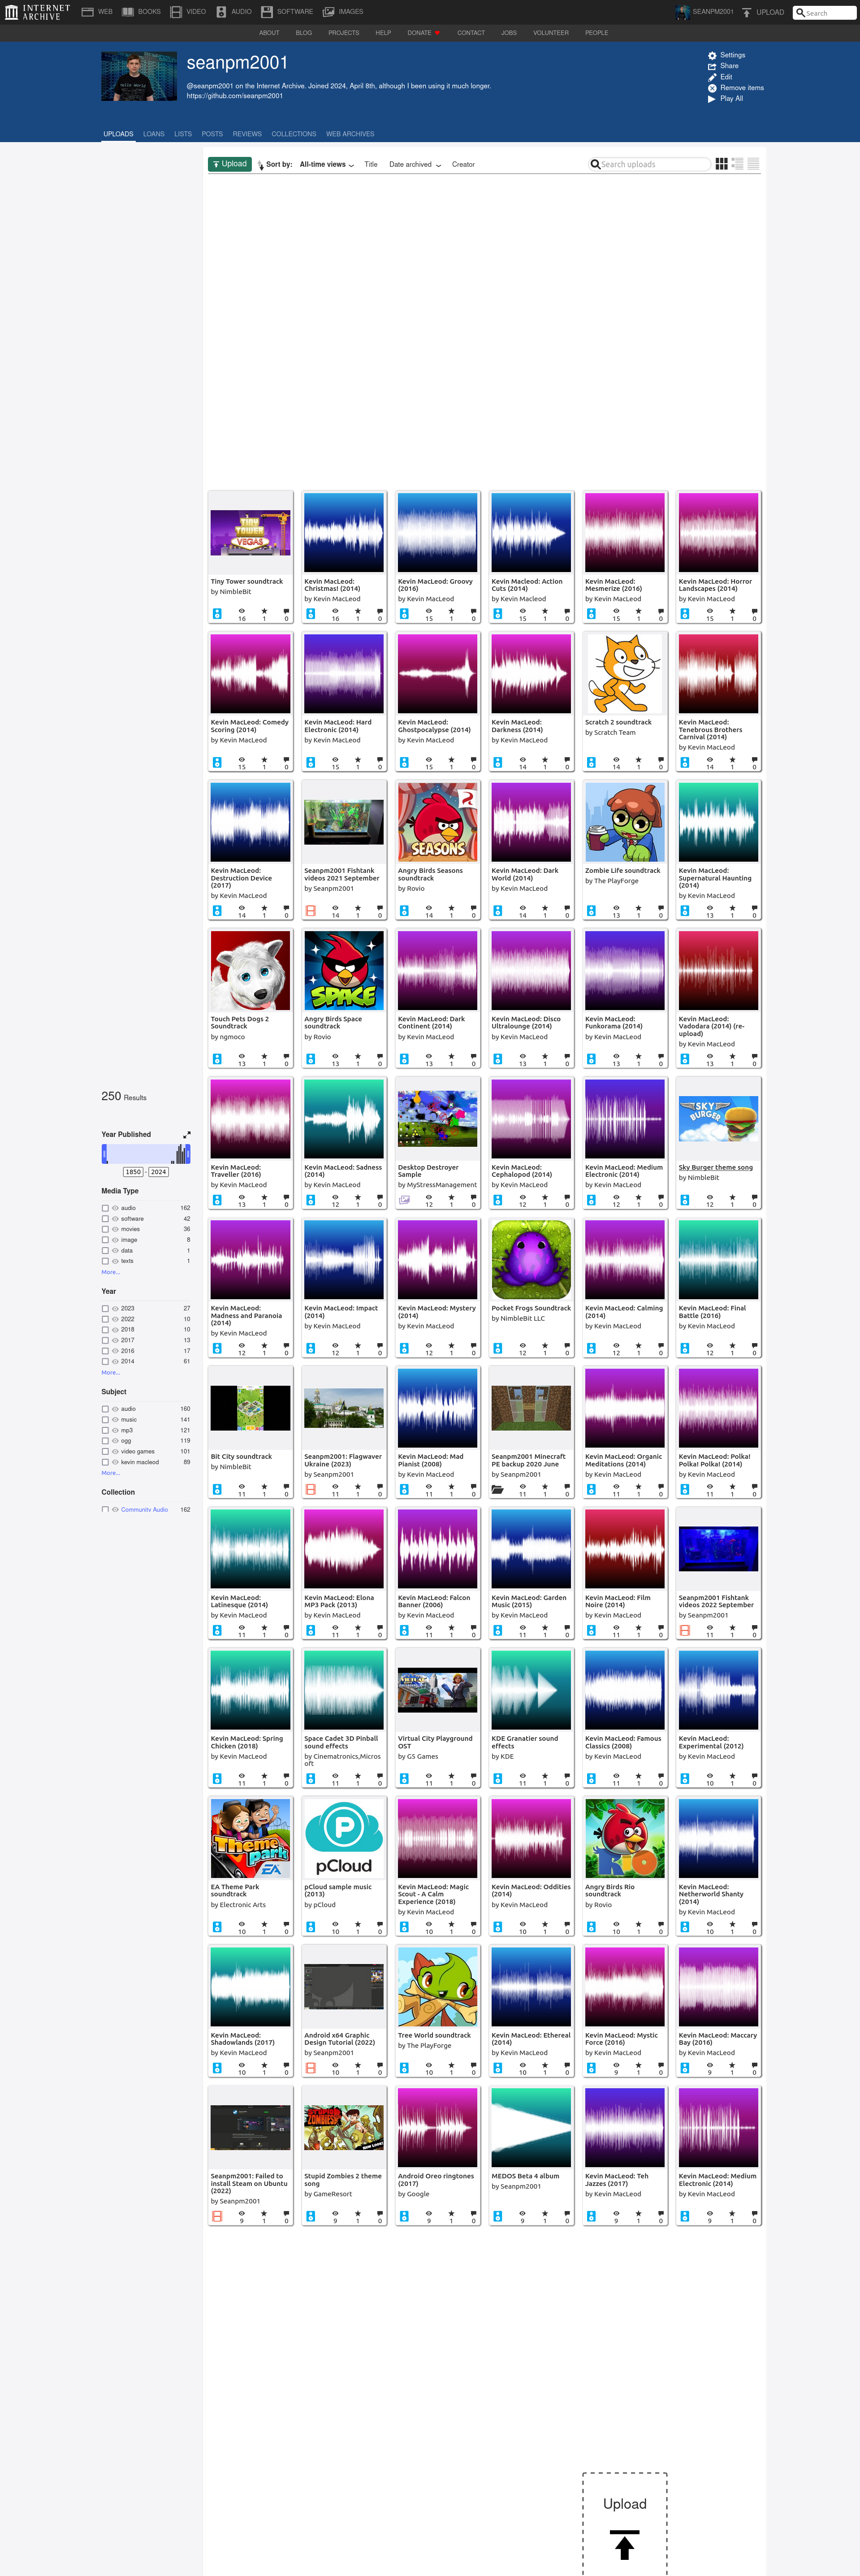 INTERNET ARCHIVE
WEB BOOKS VIDEO AUDIO SOFTWARE IMAGES SEANPM2001 UPLOAD Search
ABOUT BLOG PROJECTS HELP DONATE CONTACT JOBS VOLUNTEER PEOPLE
seanpm2001
@seanpm2001 on the Internet Archive. Joined 2024, April 8th, although I been using it much longer.
https://github.com/seanpm2001
Settings
Share
Edit
Remove items
Play All
UPLOADS LOANS LISTS POSTS REVIEWS COLLECTIONS WEB ARCHIVES
Upload Sort by: All-time views Title Date archived Creator Search uploads
250 Results
Year Published
1850 - 2024
Media Type
audio 162
software 42
movies 36
image 8
data 1
texts 1
More...
Year
2023 27
2022 10
2018 10
2017 13
2016 17
2014 61
More...
Subject
audio 160
music 141
mp3 121
ogg 119
video games 101
kevin macleod 89
More...
Collection
Community Audio 162
TINY TOWER VEGAS
Tiny Tower soundtrack
by NimbleBit
16 1 0
Kevin MacLeod: Christmas! (2014)
by Kevin MacLeod
16 1 0
Kevin MacLeod: Groovy (2016)
by Kevin MacLeod
15 1 0
Kevin Macleod: Action Cuts (2014)
by Kevin Macleod
15 1 0
Kevin MacLeod: Mesmerize (2016)
by Kevin MacLeod
15 1 0
Kevin MacLeod: Horror Landscapes (2014)
by Kevin MacLeod
15 1 0
Kevin MacLeod: Comedy Scoring (2014)
by Kevin MacLeod
15 1 0
Kevin MacLeod: Hard Electronic (2014)
by Kevin MacLeod
15 1 0
Kevin MacLeod: Ghostpocalypse (2014)
by Kevin MacLeod
15 1 0
Kevin MacLeod: Darkness (2014)
by Kevin MacLeod
14 1 0
Scratch 2 soundtrack
by Scratch Team
14 1 0
Kevin MacLeod: Tenebrous Brothers Carnival (2014)
by Kevin MacLeod
14 1 0
Kevin MacLeod: Destruction Device (2017)
by Kevin MacLeod
14 1 0
Seanpm2001 Fishtank videos 2021 September
by Seanpm2001
14 1 0
SEASONS
Angry Birds Seasons soundtrack
by Rovio
14 1 0
Kevin MacLeod: Dark World (2014)
by Kevin MacLeod
14 1 0
Zombie Life soundtrack
by The PlayForge
13 1 0
Kevin MacLeod: Supernatural Haunting (2014)
by Kevin MacLeod
13 1 0
Touch Pets Dogs 2 Soundtrack
by ngmoco
13 1 0
SPACE
Angry Birds Space soundtrack
by Rovio
13 1 0
Kevin MacLeod: Dark Continent (2014)
by Kevin MacLeod
13 1 0
Kevin MacLeod: Disco Ultralounge (2014)
by Kevin MacLeod
13 1 0
Kevin MacLeod: Funkorama (2014)
by Kevin MacLeod
13 1 0
Kevin MacLeod: Vadodara (2014) (re-upload)
by Kevin MacLeod
13 1 0
Kevin MacLeod: Traveller (2016)
by Kevin MacLeod
13 1 0
Kevin MacLeod: Sadness (2014)
by Kevin MacLeod
12 1 0
Desktop Destroyer Sample
by MyStressManagement
12 1 0
Kevin MacLeod: Cephalopod (2014)
by Kevin MacLeod
12 1 0
Kevin MacLeod: Medium Electronic (2014)
by Kevin MacLeod
12 1 0
SKY BURGER
Sky Burger theme song
by NimbleBit
12 1 0
Kevin MacLeod: Madness and Paranoia (2014)
by Kevin MacLeod
12 1 0
Kevin MacLeod: Impact (2014)
by Kevin MacLeod
12 1 0
Kevin MacLeod: Mystery (2014)
by Kevin MacLeod
12 1 0
Pocket Frogs Soundtrack
by NimbleBit LLC
12 1 0
Kevin MacLeod: Calming (2014)
by Kevin MacLeod
12 1 0
Kevin MacLeod: Final Battle (2016)
by Kevin MacLeod
12 1 0
Bit City soundtrack
by NimbleBit
11 1 0
Seanpm2001: Flagwaver Ukraine (2023)
by Seanpm2001
11 1 0
Kevin MacLeod: Mad Pianist (2008)
by Kevin MacLeod
11 1 0
Seanpm2001 Minecraft PE backup 2020 June
by Seanpm2001
11 1 0
Kevin MacLeod: Organic Meditations (2014)
by Kevin MacLeod
11 1 0
Kevin MacLeod: Polka! Polka! Polka! (2014)
by Kevin MacLeod
11 1 0
Kevin MacLeod: Latinesque (2014)
by Kevin MacLeod
11 1 0
Kevin MacLeod: Elona MP3 Pack (2013)
by Kevin MacLeod
11 1 0
Kevin MacLeod: Falcon Banner (2006)
by Kevin MacLeod
11 1 0
Kevin MacLeod: Garden Music (2015)
by Kevin MacLeod
11 1 0
Kevin MacLeod: Film Noire (2014)
by Kevin MacLeod
11 1 0
Seanpm2001 Fishtank videos 2022 September
by Seanpm2001
11 1 0
Kevin MacLeod: Spring Chicken (2018)
by Kevin MacLeod
11 1 0
Space Cadet 3D Pinball sound effects
by Cinematronics,Microsoft
11 1 0
Virtual City Playground OST
by G5 Games
11 1 0
KDE Granatier sound effects
by KDE
11 1 0
Kevin MacLeod: Famous Classics (2008)
by Kevin MacLeod
11 1 0
Kevin MacLeod: Experimental (2012)
by Kevin MacLeod
10 1 0
Theme Park EA
EA Theme Park soundtrack
by Electronic Arts
10 1 0
pCloud
pCloud sample music (2013)
by pCloud
10 1 0
Kevin MacLeod: Magic Scout - A Calm Experience (2018)
by Kevin MacLeod
10 1 0
Kevin MacLeod: Oddities (2014)
by Kevin MacLeod
10 1 0
RIO
Angry Birds Rio soundtrack
by Rovio
10 1 0
Kevin MacLeod: Netherworld Shanty (2014)
by Kevin MacLeod
10 1 0
Kevin MacLeod: Shadowlands (2017)
by Kevin MacLeod
10 1 0
Android x64 Graphic Design Tutorial (2022)
by Seanpm2001
10 1 0
Tree World soundtrack
by The PlayForge
10 1 0
Kevin MacLeod: Ethereal (2014)
by Kevin MacLeod
10 1 0
Kevin MacLeod: Mystic Force (2016)
by Kevin MacLeod
9 1 0
Kevin MacLeod: Maccary Bay (2016)
by Kevin MacLeod
9 1 0
Seanpm2001: Failed to install Steam on Ubuntu (2022)
by Seanpm2001
9 1 0
Stupid Zombies 2 theme song
by GameResort
9 1 0
Android Oreo ringtones (2017)
by Google
9 1 0
MEDOS Beta 4 album
by Seanpm2001
9 1 0
Kevin MacLeod: Teh Jazzes (2017)
by Kevin MacLeod
9 1 0
Kevin MacLeod: Medium Electronic (2014)
by Kevin MacLeod
9 1 0
Upload